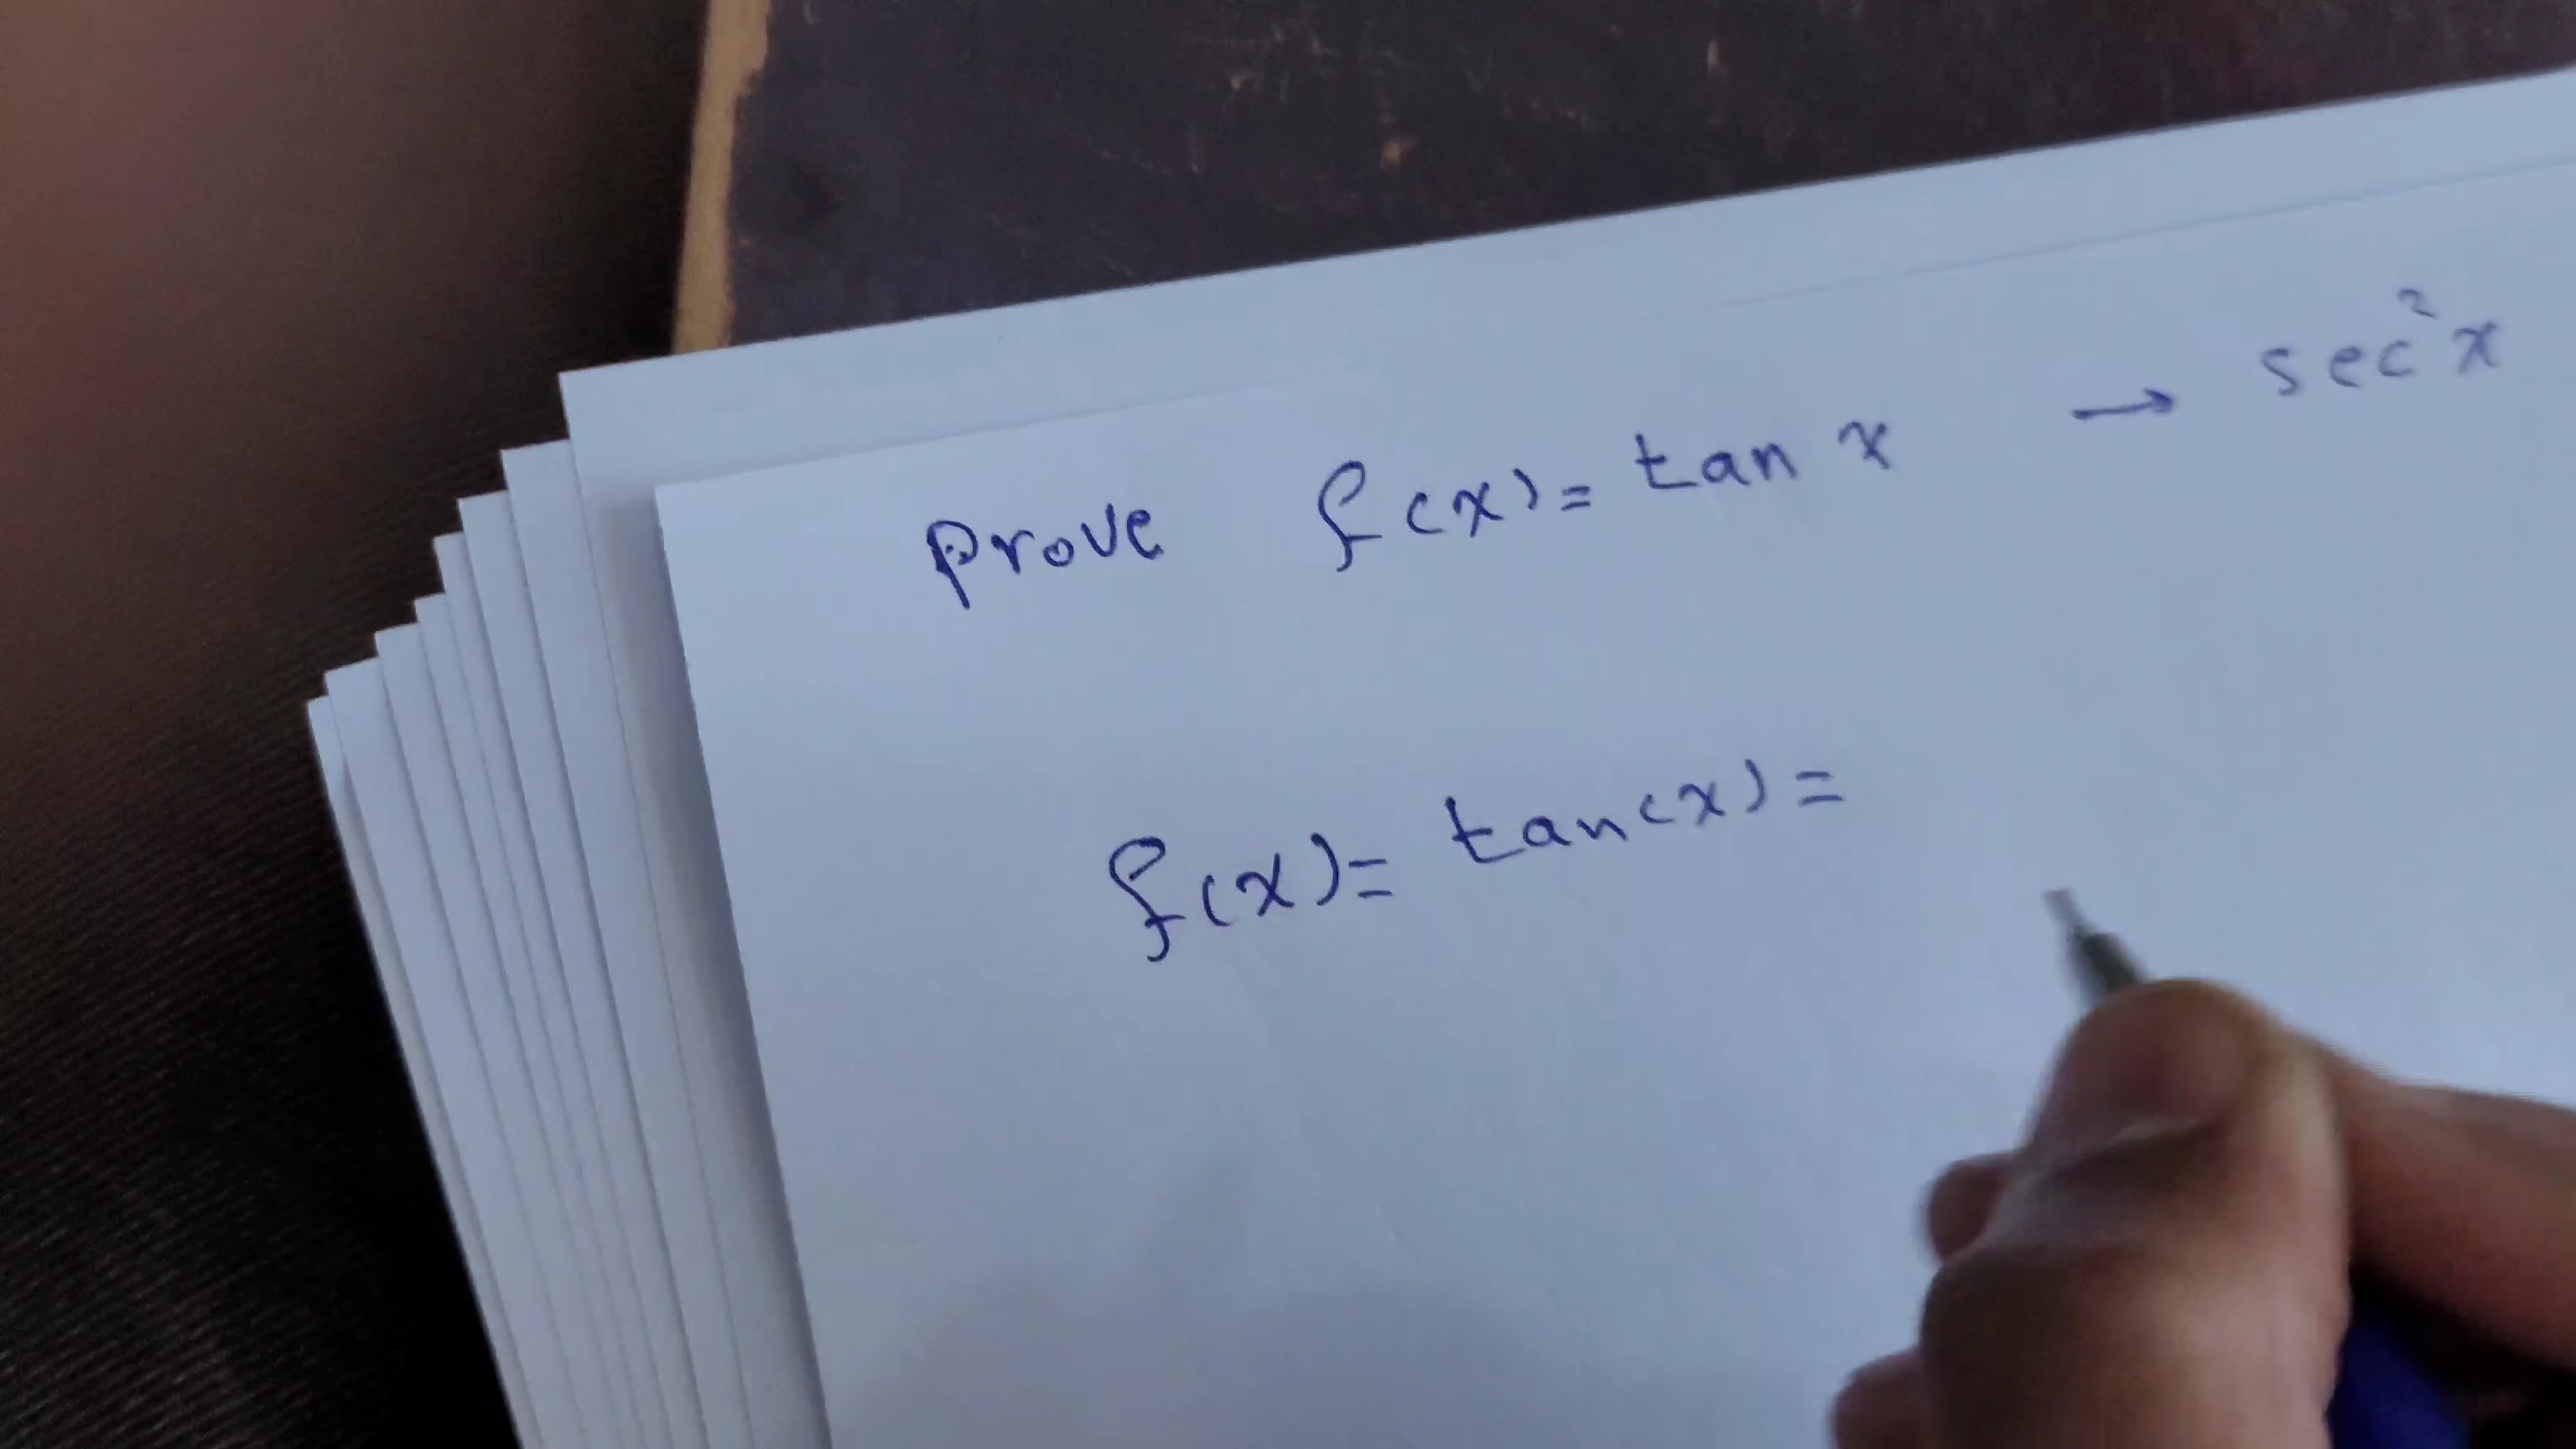 prove f(x) = tan x → sec²x
f(x) = tan(x) =